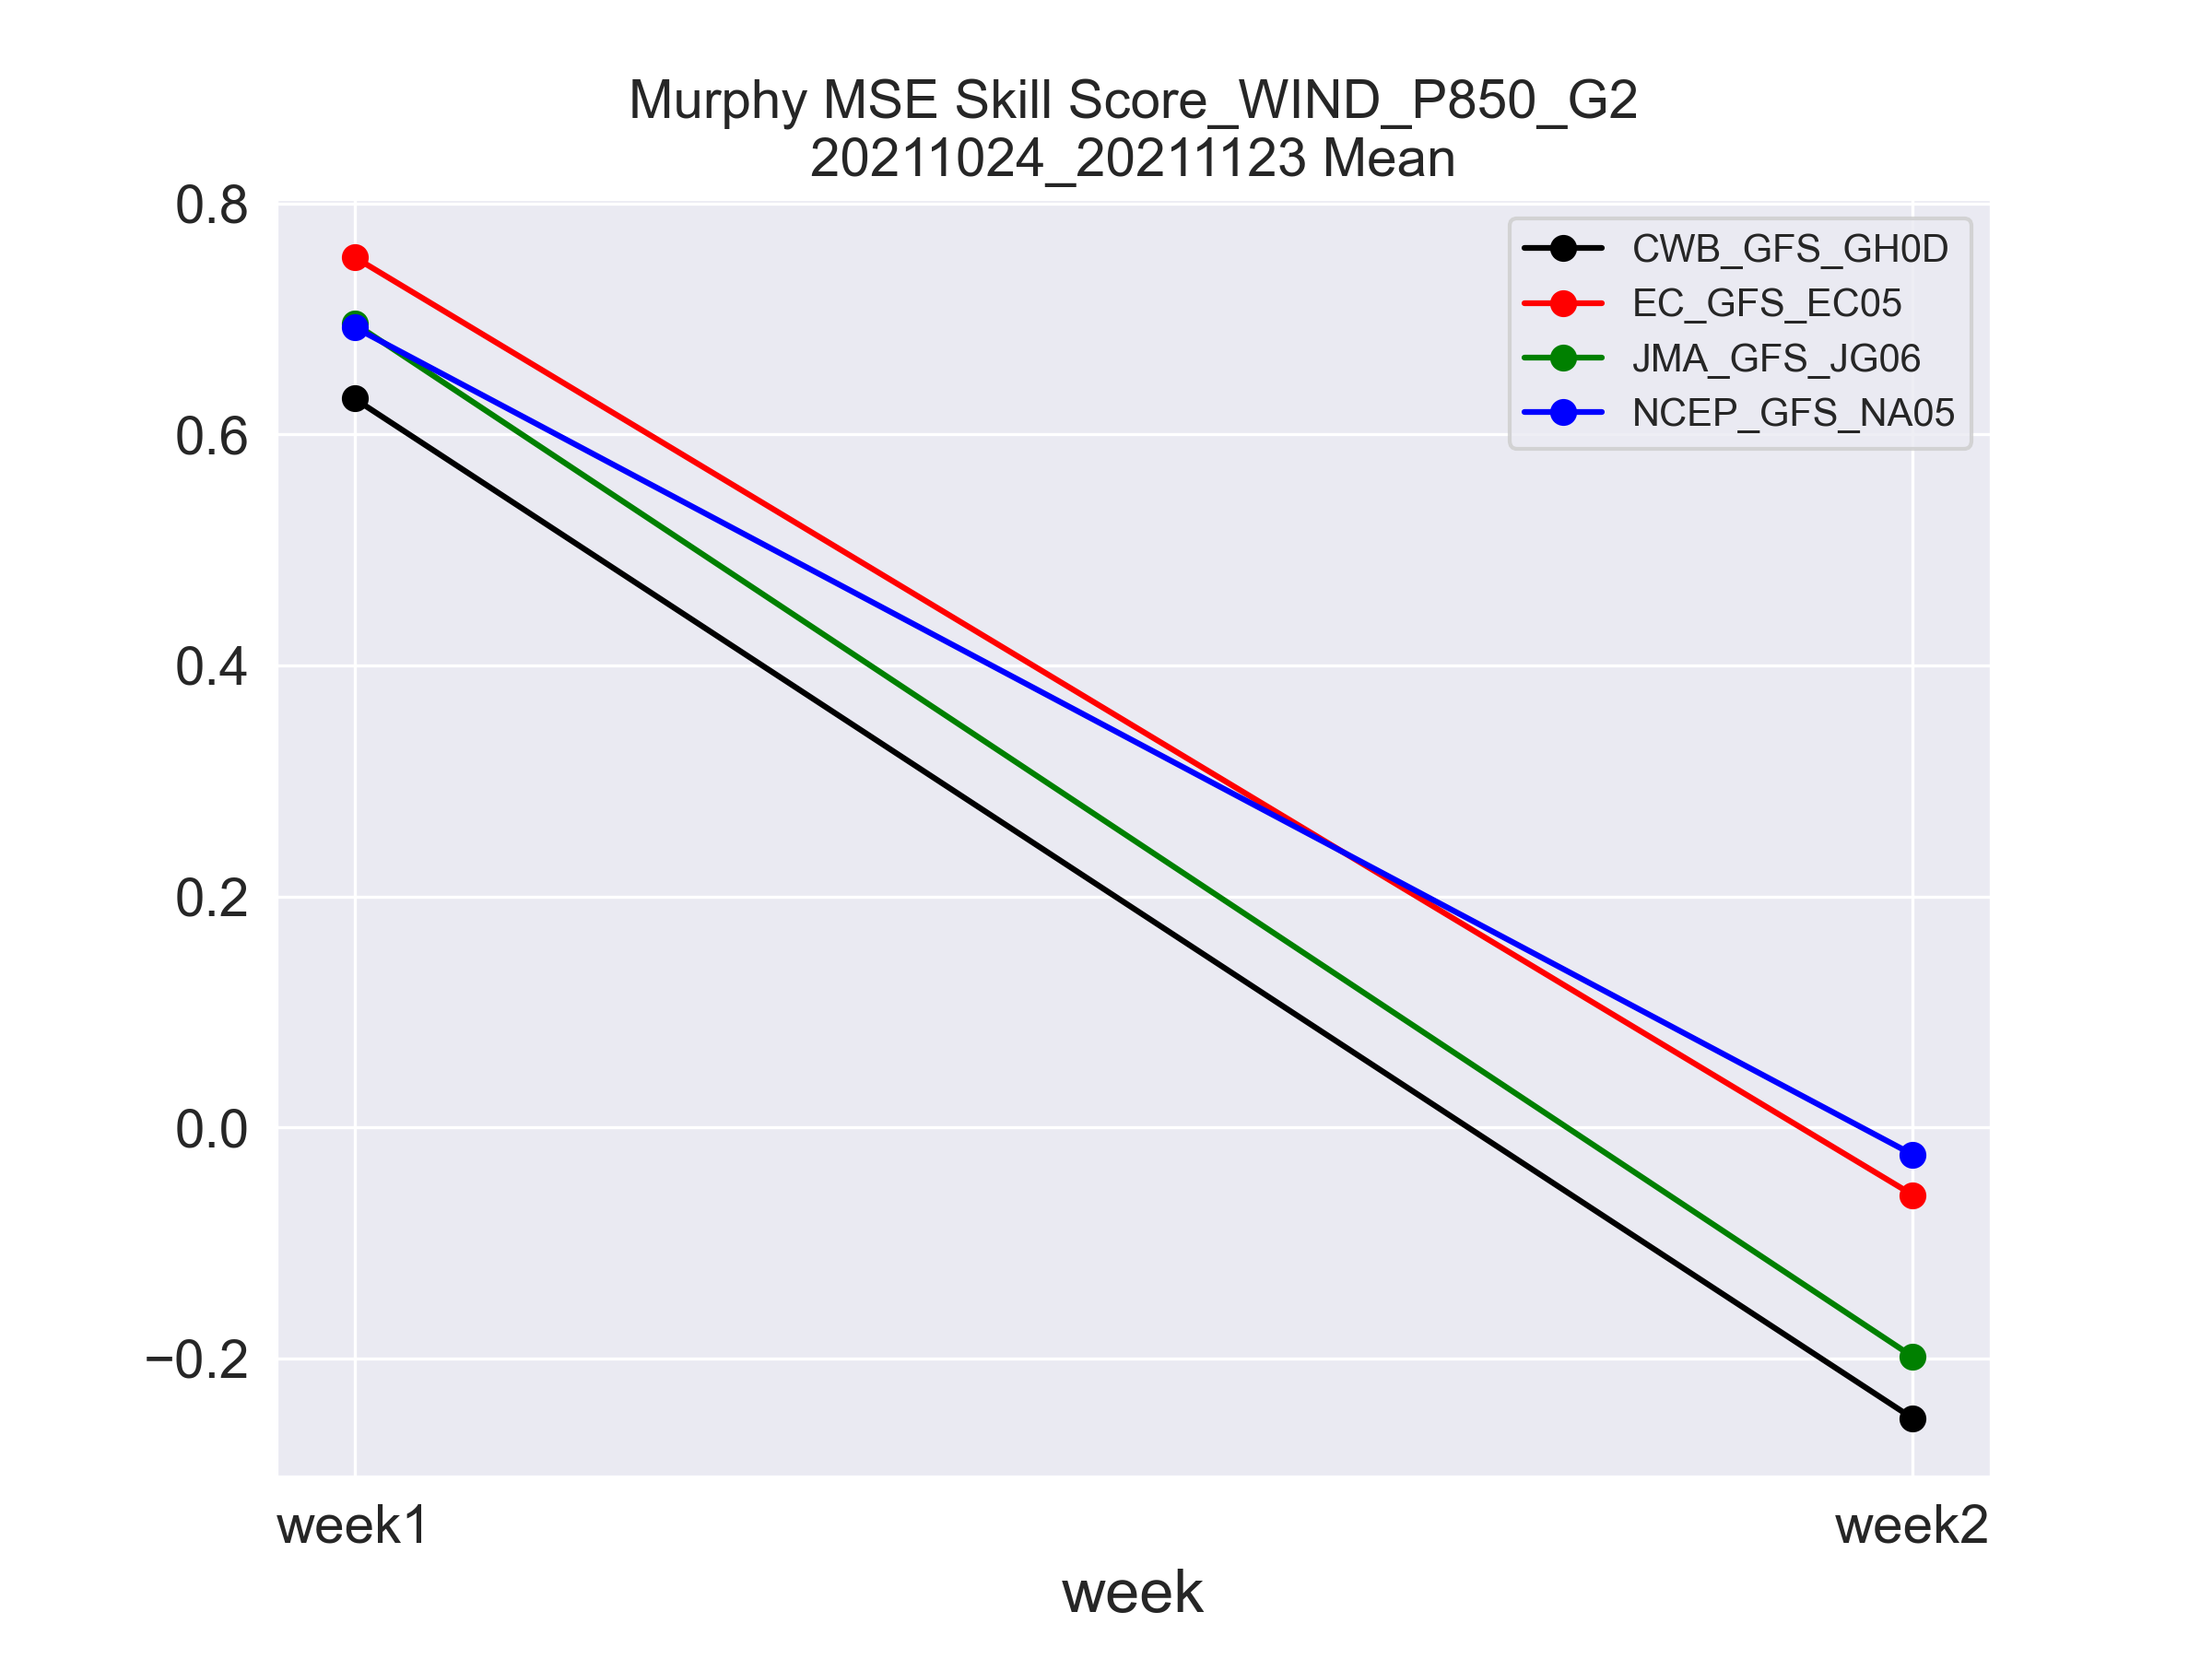 Murphy MSE Skill Score_WIND_P850_G2
20211024_20211123 Mean
0.8
0.6
0.4
0.2
0.0
−0.2
CWB_GFS_GH0D
EC_GFS_EC05
JMA_GFS_JG06
NCEP_GFS_NA05
week1
week2
week